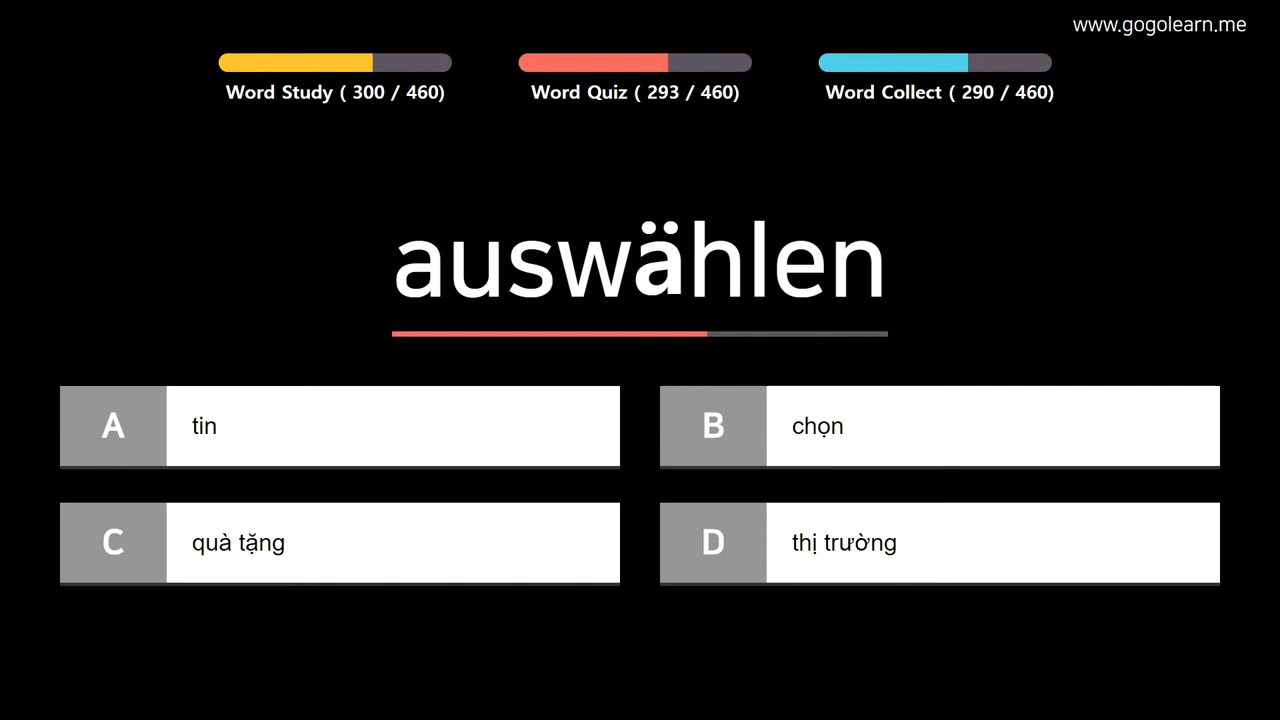 www.gogolearn.me
Word Study ( 300 / 460)
Word Quiz ( 293 / 460)
Word Collect ( 290 / 460)
auswählen
A tin
B chọn
C quà tặng
D thị trường